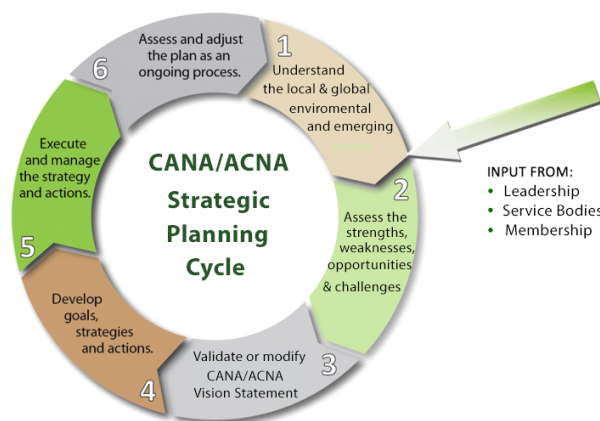 CANA/ACNA
Strategic
Planning
Cycle
1
Understand
the local & global
enviromental
and emerging
2
Assess the
strengths,
weaknesses,
opportunities
& challenges
3
Validate or modify
CANA/ACNA
Vision Statement
4
Develop
goals,
strategies
and actions.
5
Execute
and manage
the strategy
and actions.
6
Assess and adjust
the plan as an
ongoing process.
INPUT FROM:
• Leadership
• Service Bodies
• Membership